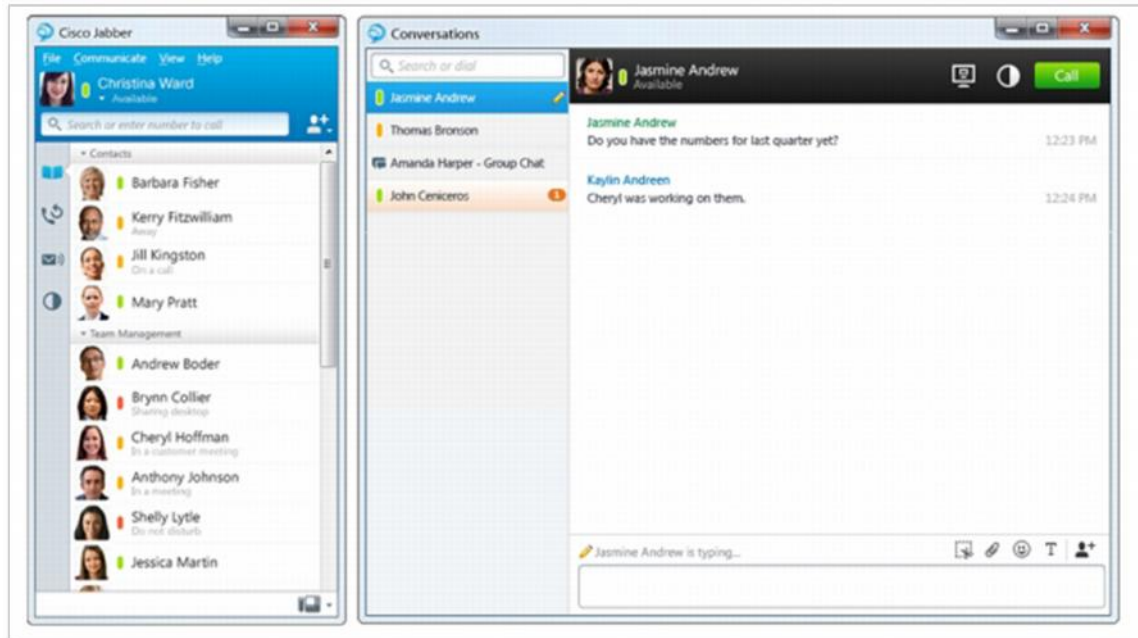 Cisco Jabber
File Communicate View Help
Christina Ward
Available
Search or enter number to call
Contacts
Barbara Fisher
Kerry Fitzwilliam
Away
Jill Kingston
On a call
Mary Pratt
Team Management
Andrew Boder
Brynn Collier
Sharing desktop
Cheryl Hoffman
In a customer meeting
Anthony Johnson
In a meeting
Shelly Lytle
Do not disturb
Jessica Martin
Conversations
Search or dial
Jasmine Andrew
Thomas Bronson
Amanda Harper - Group Chat
John Ceniceros 1
Jasmine Andrew
Available
Call
Jasmine Andrew
Do you have the numbers for last quarter yet? 12:23 PM
Kaylin Andreen
Cheryl was working on them. 12:24 PM
Jasmine Andrew is typing...
T